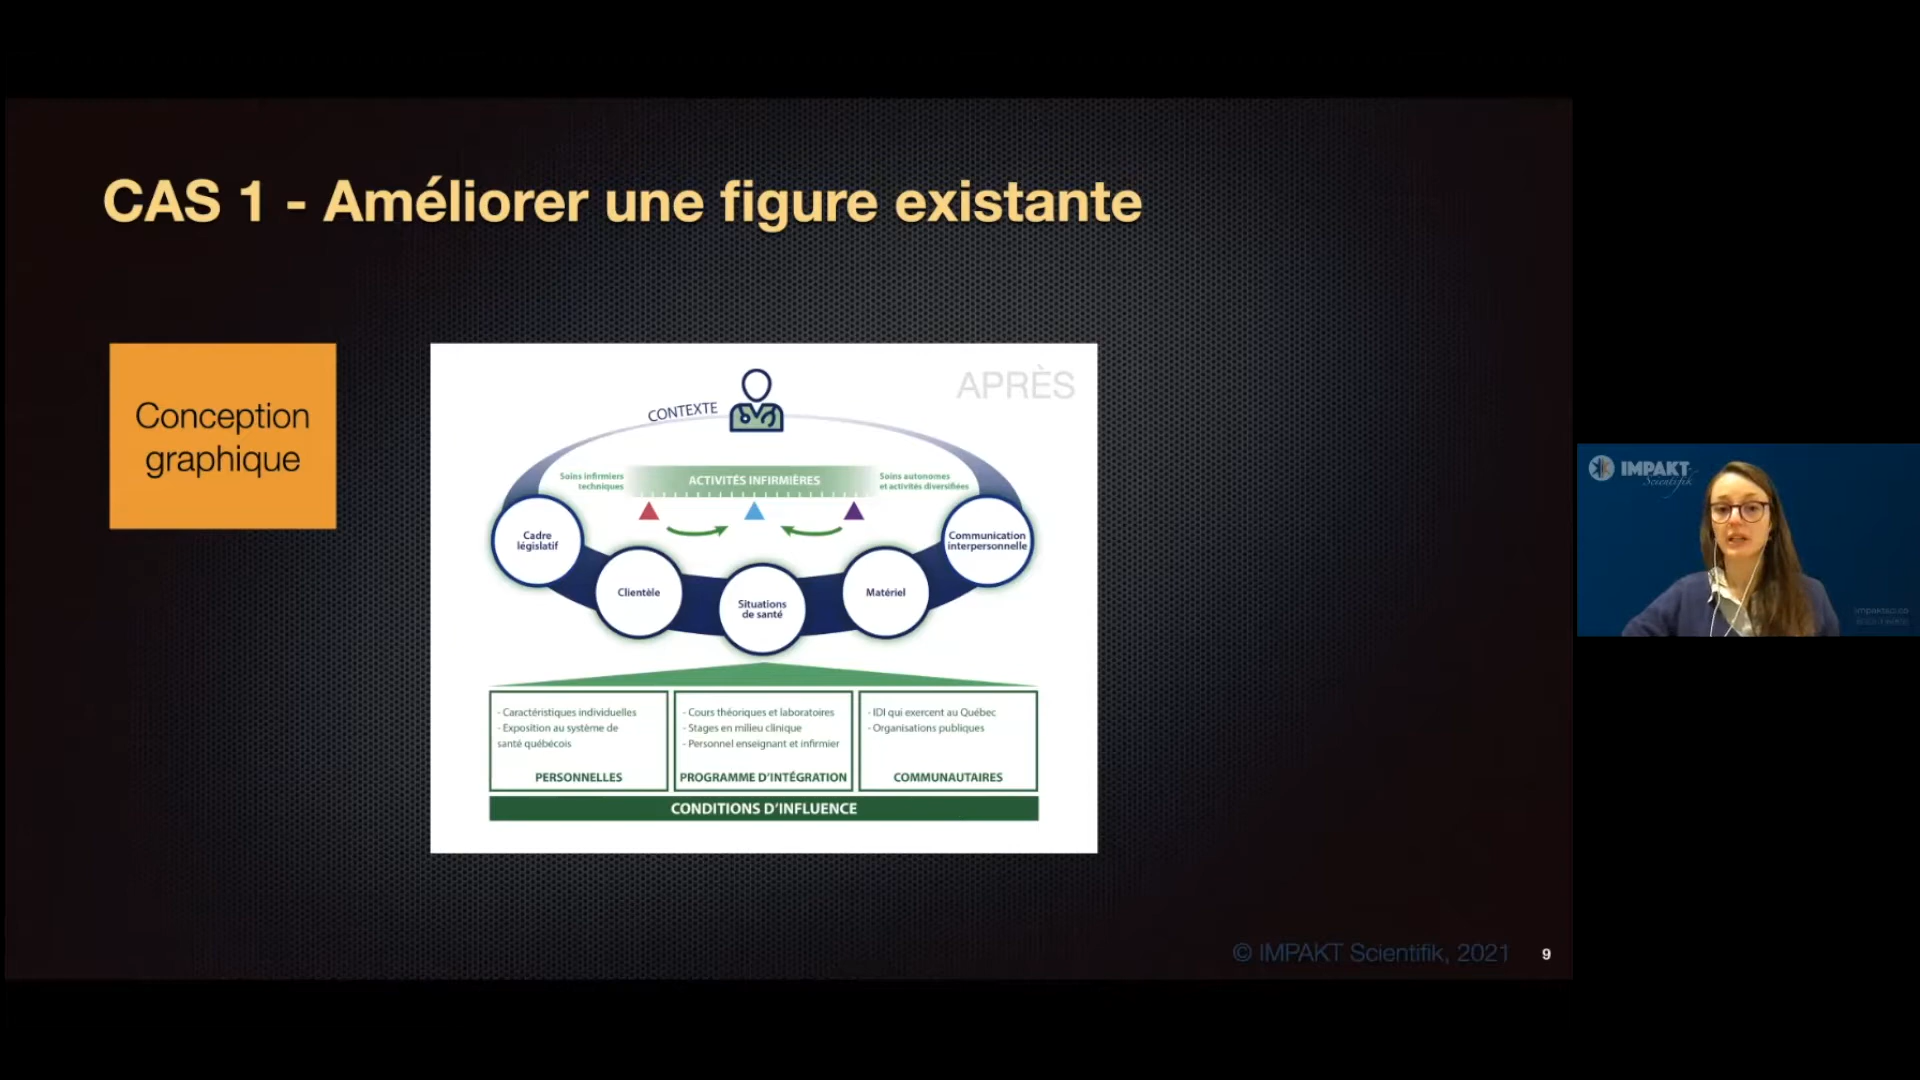 CAS 1 - Améliorer une figure existante
Conception
graphique
APRÈS
CONTEXTE
Soins infirmiers
techniques
ACTIVITÉS INFIRMIÈRES
Soins autonomes
et activités diversifiées
Cadre
législatif
Clientèle
Situations
de santé
Matériel
Communication
interpersonnelle
- Caractéristiques individuelles
- Exposition au système de
santé québécois
PERSONNELLES
- Cours théoriques et laboratoires
- Stages en milieu clinique
- Personnel enseignant et infirmier
PROGRAMME D'INTÉGRATION
- IDI qui exercent au Québec
- Organisations publiques
COMMUNAUTAIRES
CONDITIONS D'INFLUENCE
© IMPAKT Scientifik, 2021
9
IMPAKT
Scientifik